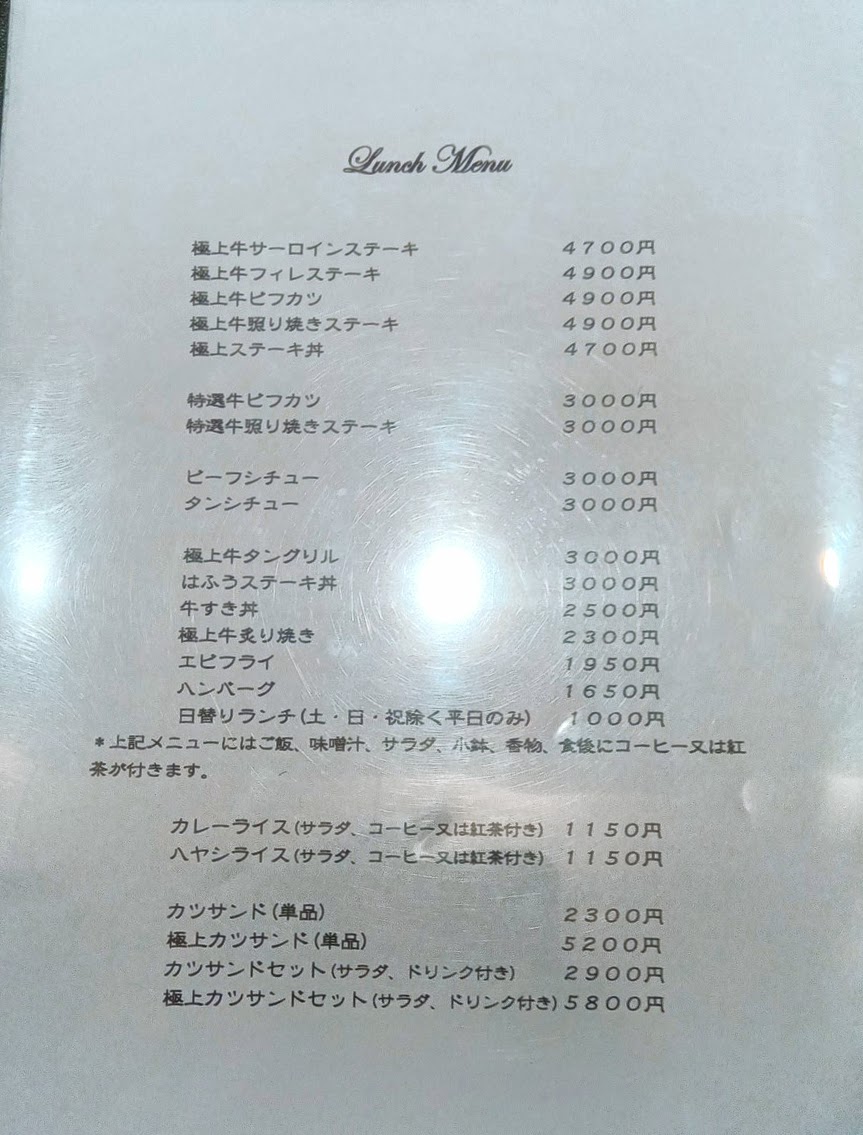 Lunch Menu
極上牛サーロインステーキ ４７００円
極上牛フィレステーキ ４９００円
極上牛ビフカツ ４９００円
極上牛照り焼きステーキ ４９００円
極上ステーキ丼 ４７００円
特選牛ビフカツ ３０００円
特選牛照り焼きステーキ ３０００円
ビーフシチュー ３０００円
タンシチュー ３０００円
極上牛タングリル ３０００円
はふうステーキ丼 ３０００円
牛すき丼 ２５００円
極上牛炙り焼き ２３００円
エビフライ １９５０円
ハンバーグ １６５０円
日替りランチ(土・日・祝除く平日のみ) １０００円
＊上記メニューにはご飯、味噌汁、サラダ、小鉢、香物、食後にコーヒー又は紅
茶が付きます。
カレーライス(サラダ、コーヒー又は紅茶付き) １１５０円
ハヤシライス(サラダ、コーヒー又は紅茶付き) １１５０円
カツサンド(単品) ２３００円
極上カツサンド(単品) ５２００円
カツサンドセット(サラダ、ドリンク付き) ２９００円
極上カツサンドセット(サラダ、ドリンク付き) ５８００円